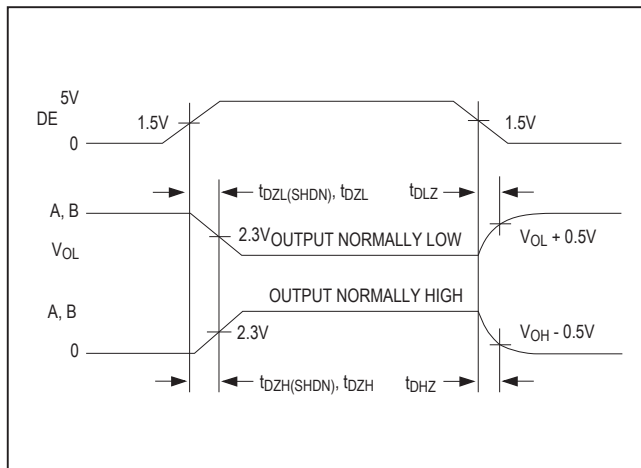 5V
DE
1.5V
1.5V
0
tDZL(SHDN), tDZL
tDLZ
A, B
2.3V
OUTPUT NORMALLY LOW
VOL + 0.5V
VOL
OUTPUT NORMALLY HIGH
A, B
2.3V
VOH - 0.5V
0
tDZH(SHDN), tDZH
tDHZ